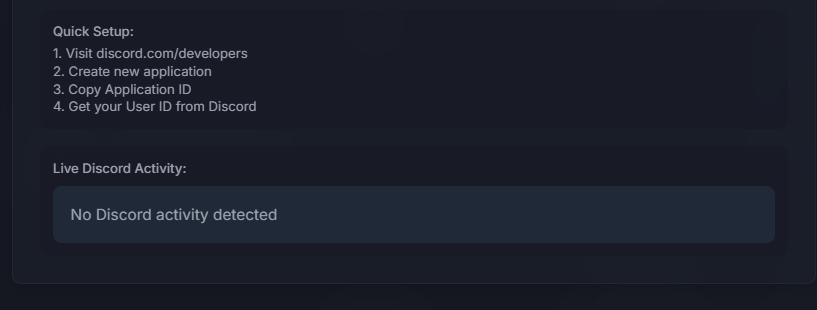 Quick Setup:
1. Visit discord.com/developers
2. Create new application
3. Copy Application ID
4. Get your User ID from Discord
Live Discord Activity:
No Discord activity detected